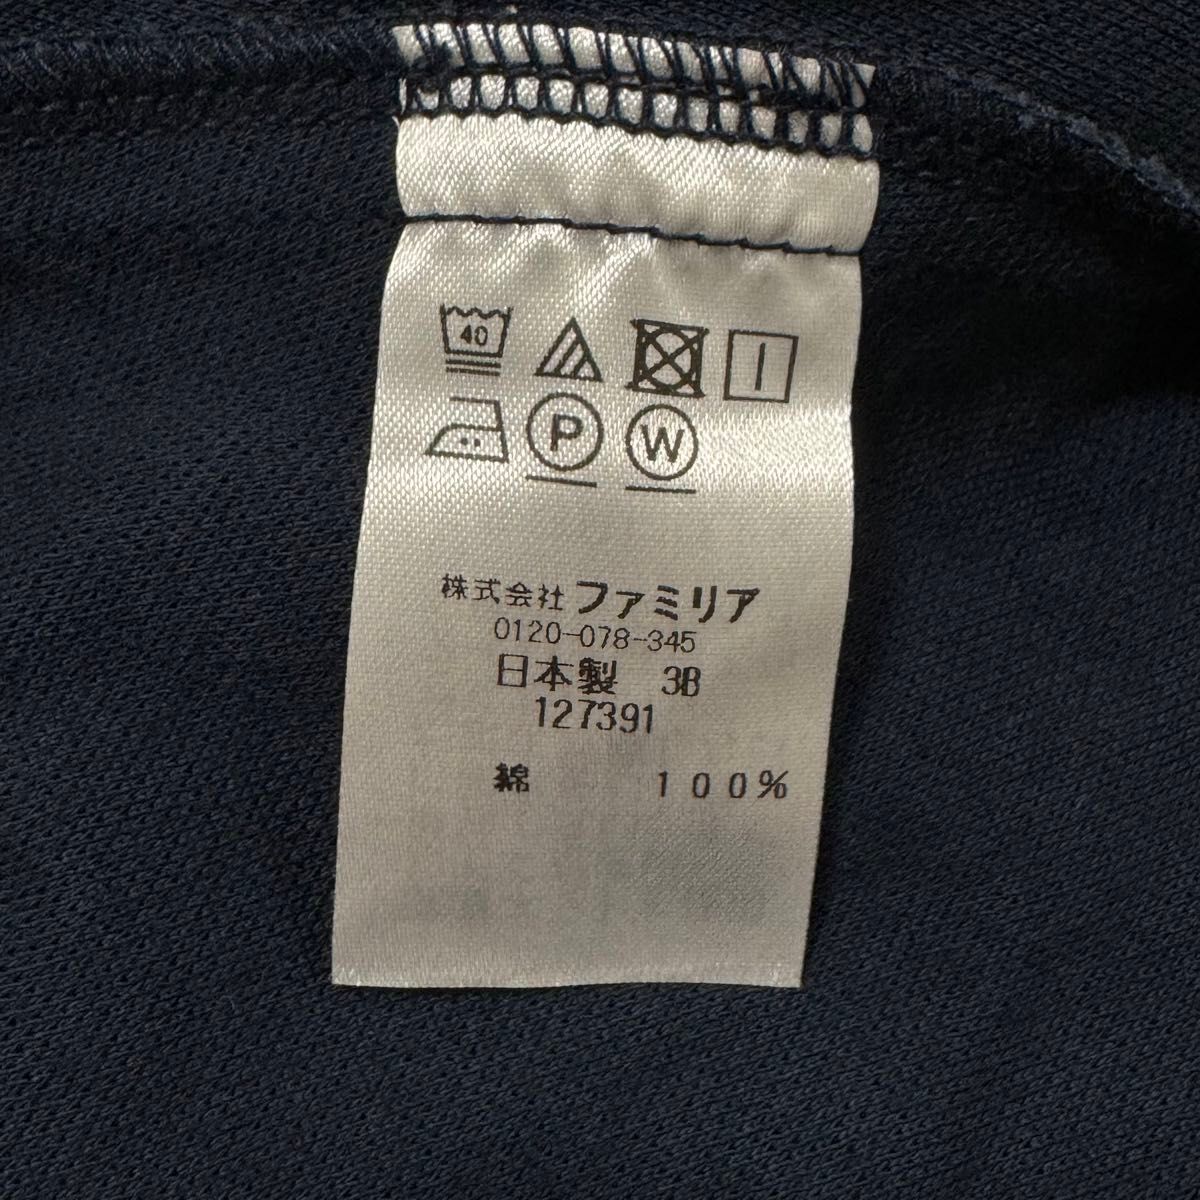 40
P W
株式会社 ファミリア
0120-078-345
日本製 3B
127391
綿 100%